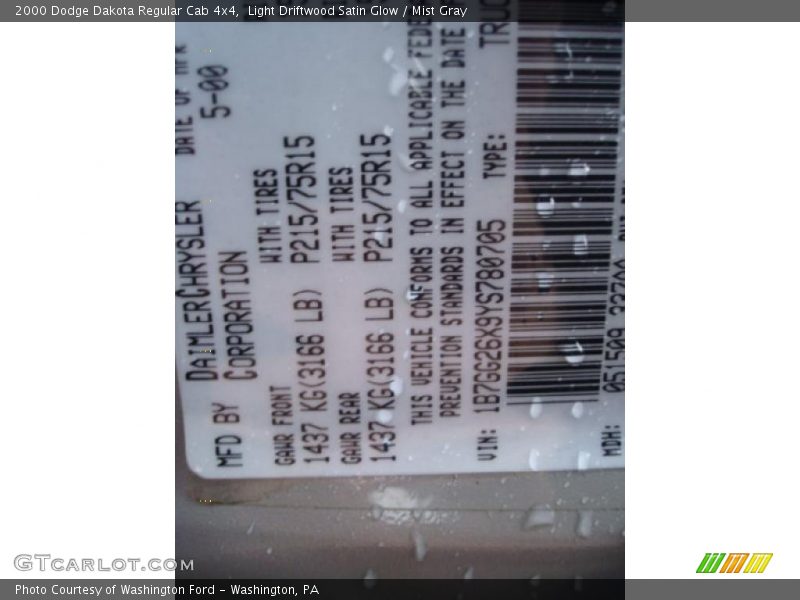 2000 Dodge Dakota Regular Cab 4x4, Light Driftwood Satin Glow / Mist Gray
MFD BY DAIMLERCHRYSLER CORPORATION
DATE OF MFR
5-00
GAWR FRONT WITH TIRES
1437 KG(3166 LB) P215/75R15
GAWR REAR WITH TIRES
1437 KG(3166 LB) P215/75R15
THIS VEHICLE CONFORMS TO ALL APPLICABLE
PREVENTION STANDARDS IN EFFECT ON THE DATE
VIN: 1B7GG26X9YS780705 TYPE:
MDH: 051509
GTCARLOT.COM
Photo Courtesy of Washington Ford - Washington, PA